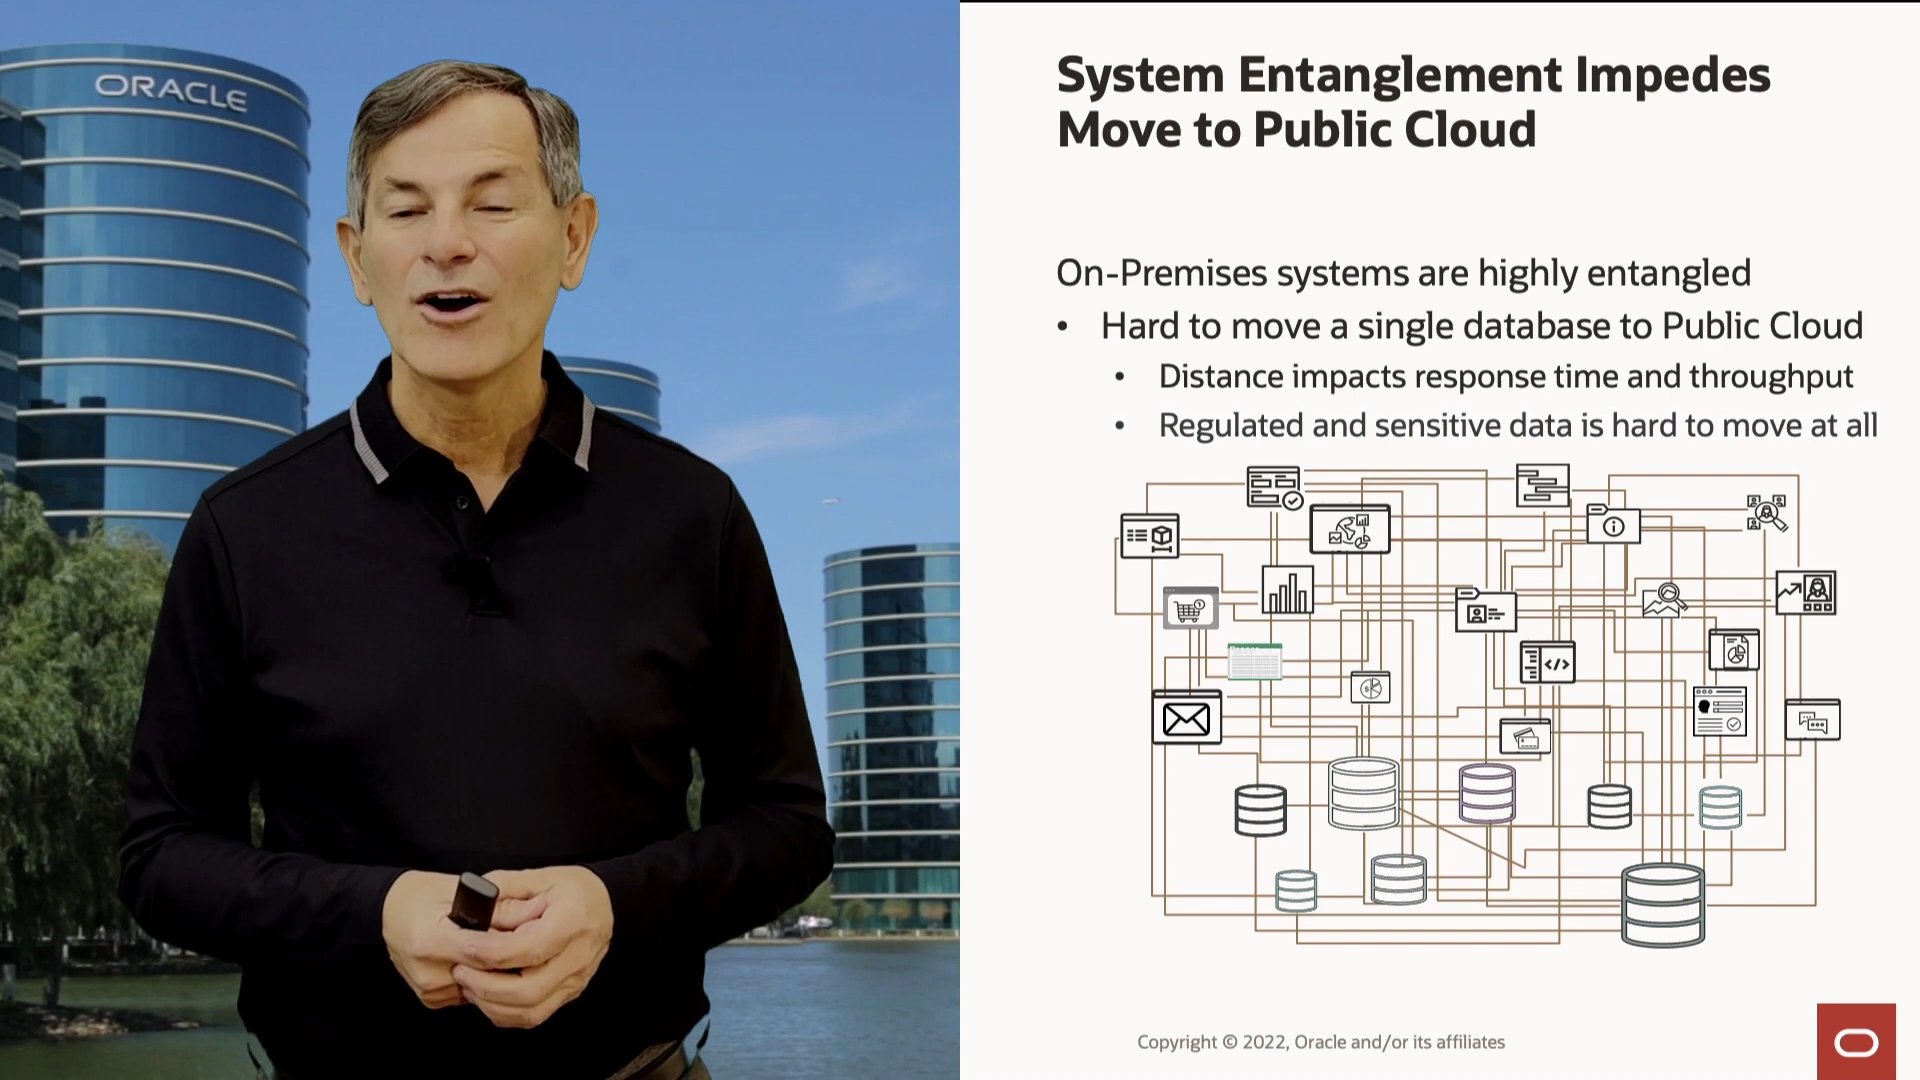 ORACLE
System Entanglement Impedes
Move to Public Cloud
On-Premises systems are highly entangled
• Hard to move a single database to Public Cloud
• Distance impacts response time and throughput
• Regulated and sensitive data is hard to move at all
Copyright © 2022, Oracle and/or its affiliates